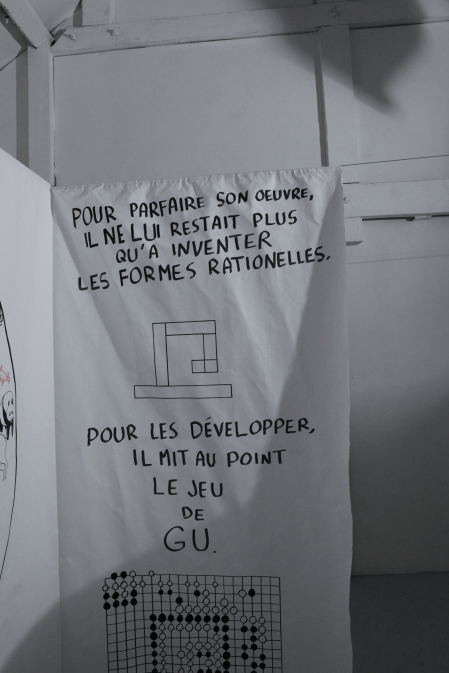 POUR PARFAIRE SON OEUVRE,
IL NE LUI RESTAIT PLUS
QU'A INVENTER
LES FORMES RATIONELLES.
POUR LES DÉVELOPPER,
IL MIT AU POINT
LE JEU
DE
GU.